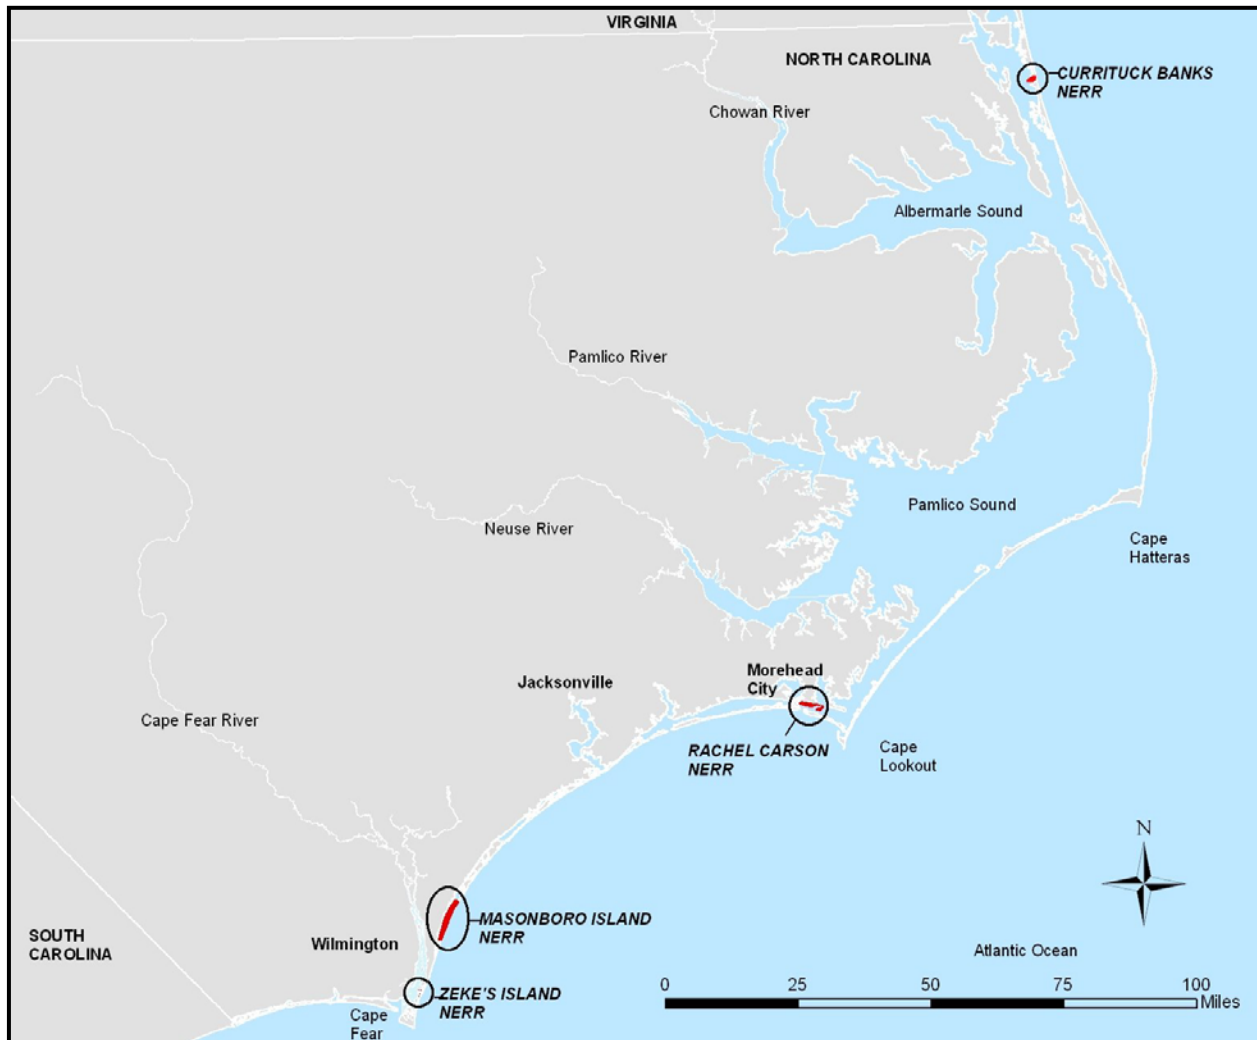 VIRGINIA
NORTH CAROLINA
CURRITUCK BANKS
NERR
Chowan River
Albermarle Sound
Pamlico River
Pamlico Sound
Neuse River
Cape
Hatteras
Jacksonville
Morehead
City
Cape Fear River
RACHEL CARSON
NERR
Cape
Lookout
N
MASONBORO ISLAND
NERR
SOUTH
CAROLINA
Wilmington
Atlantic Ocean
ZEKE'S ISLAND
NERR
0 25 50 75 100
Miles
Cape
Fear